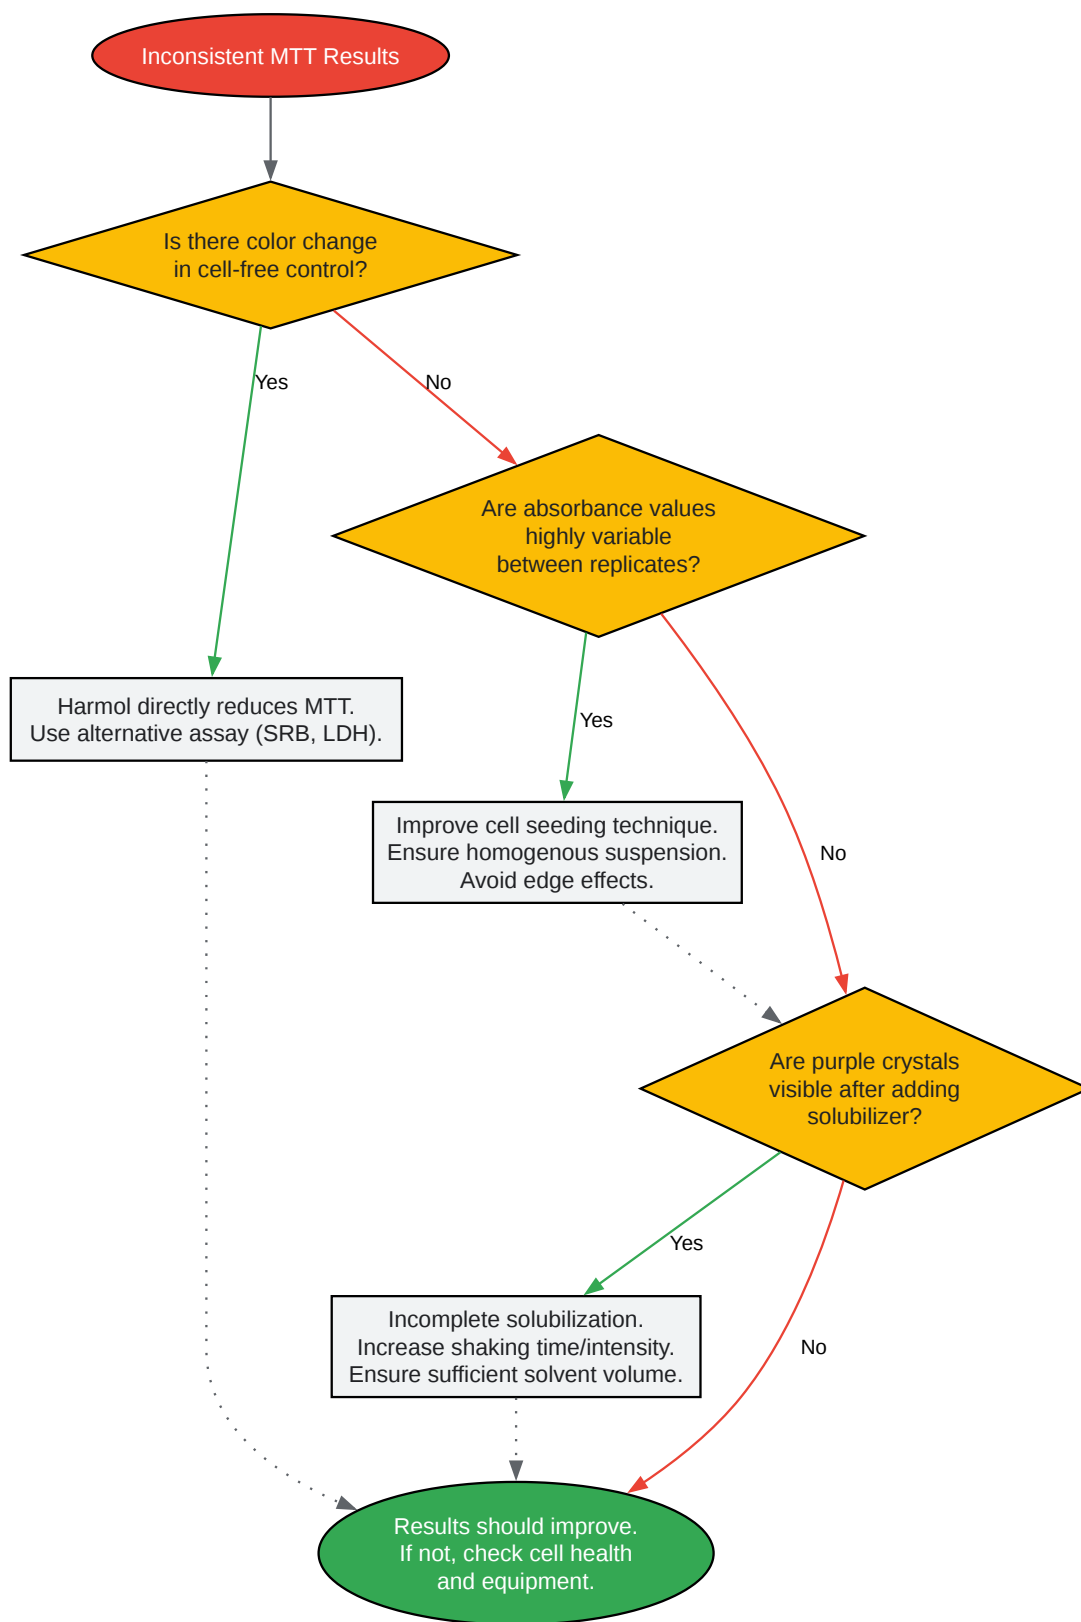 Inconsistent MTT Results
Is there color change
in cell-free control?
Yes
No
Are absorbance values
highly variable
between replicates?
Harmol directly reduces MTT.
Use alternative assay (SRB, LDH).
Yes
Improve cell seeding technique.
Ensure homogenous suspension.
Avoid edge effects.
No
Are purple crystals
visible after adding
solubilizer?
Yes
Incomplete solubilization.
Increase shaking time/intensity.
Ensure sufficient solvent volume.
No
Results should improve.
If not, check cell health
and equipment.